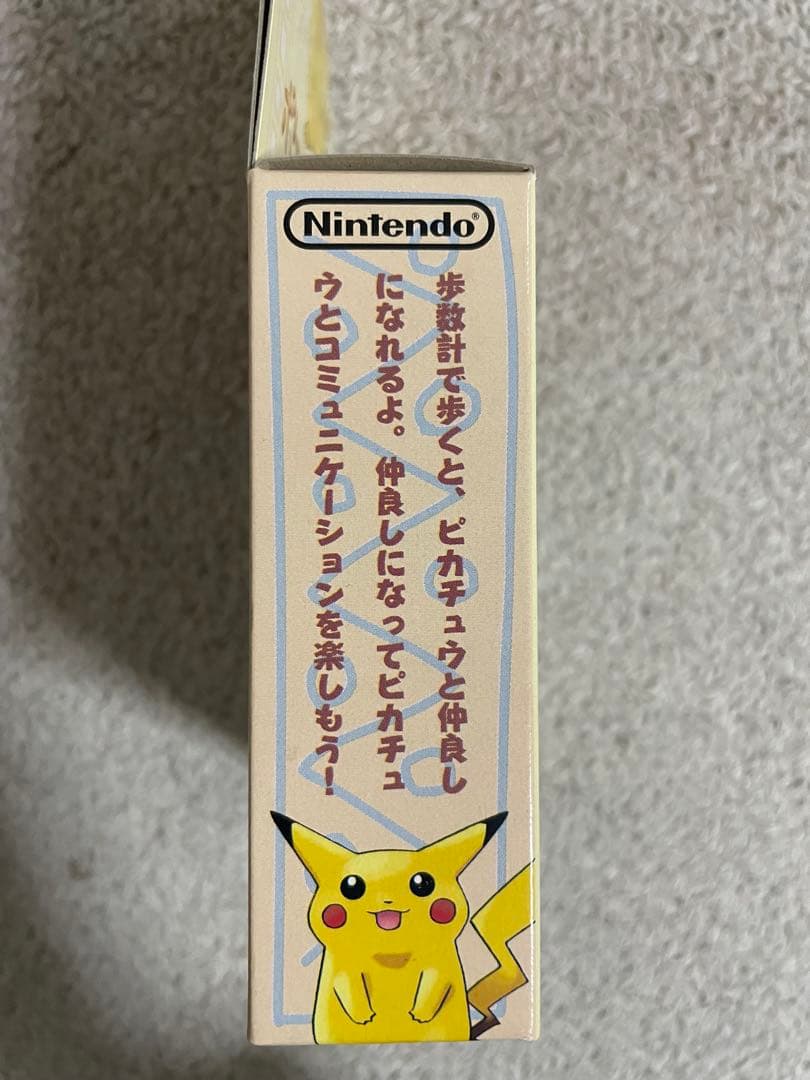 Nintendo®
歩数計で歩くと、ピカチュウと仲良し
になれるよ。仲良しになってピカチュ
ウとコミュニケーションを楽しもう!